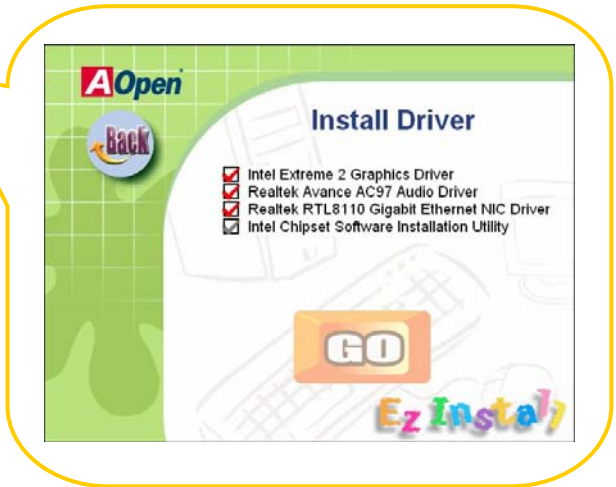 AOpen
Back
Install Driver
Intel Extreme 2 Graphics Driver
Realtek Avance AC97 Audio Driver
Realtek RTL8110 Gigabit Ethernet NIC Driver
Intel Chipset Software Installation Utility
GO
Ez Install